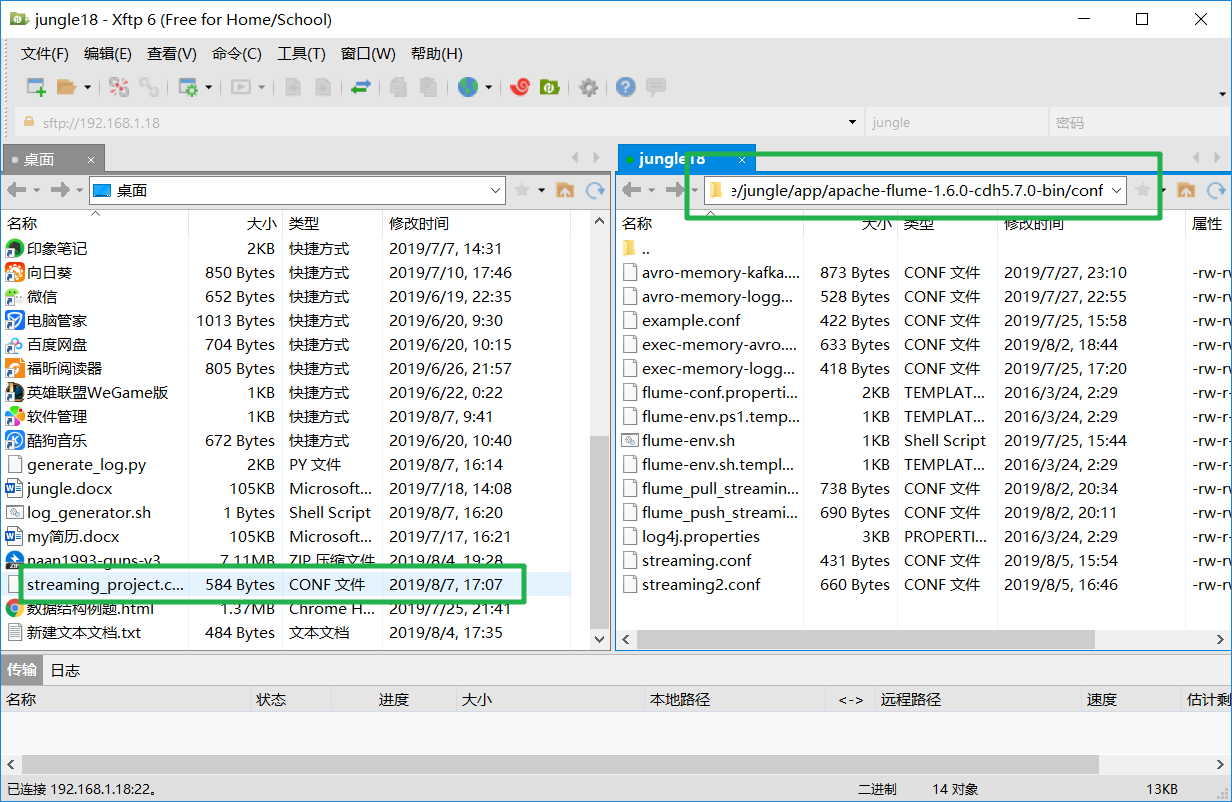 jungle18 - Xftp 6 (Free for Home/School)
文件(F) 编辑(E) 查看(V) 命令(C) 工具(T) 窗口(W) 帮助(H)
sftp://192.168.1.18 jungle 密码
桌面 × jungle18 ×
桌面 e/jungle/app/apache-flume-1.6.0-cdh5.7.0-bin/conf
名称 大小 类型 修改时间
印象笔记 2KB 快捷方式 2019/7/7, 14:31
向日葵 850 Bytes 快捷方式 2019/7/10, 17:46
微信 652 Bytes 快捷方式 2019/6/19, 22:35
电脑管家 1013 Bytes 快捷方式 2019/6/20, 9:30
百度网盘 704 Bytes 快捷方式 2019/6/20, 10:15
福昕阅读器 805 Bytes 快捷方式 2019/6/26, 21:57
英雄联盟WeGame版 1KB 快捷方式 2019/6/22, 0:22
软件管理 1KB 快捷方式 2019/8/7, 9:41
酷狗音乐 672 Bytes 快捷方式 2019/6/20, 10:40
generate_log.py 2KB PY 文件 2019/8/7, 16:14
jungle.docx 105KB Microsoft... 2019/7/18, 14:08
log_generator.sh 1 Bytes Shell Script 2019/8/7, 16:20
my简历.docx 105KB Microsoft... 2019/7/17, 16:21
naan1993-guns-v3... 7.11MB ZIP 压缩文件 2019/8/4, 19:28
streaming_project.c... 584 Bytes CONF 文件 2019/8/7, 17:07
数据结构例题.html 1.37MB Chrome H... 2019/7/25, 21:41
新建文本文档.txt 484 Bytes 文本文档 2019/8/4, 17:35
名称 大小 类型 修改时间 属性
..
avro-memory-kafka.... 873 Bytes CONF 文件 2019/7/27, 23:10 -rw-rw
avro-memory-logg... 528 Bytes CONF 文件 2019/7/27, 22:55 -rw-rw
example.conf 422 Bytes CONF 文件 2019/7/25, 15:58 -rw-rw
exec-memory-avro.... 633 Bytes CONF 文件 2019/8/2, 18:44 -rw-rw
exec-memory-logg... 418 Bytes CONF 文件 2019/7/25, 17:20 -rw-rw
flume-conf.properti... 2KB TEMPLAT... 2016/3/24, 2:29 -rw-r-
flume-env.ps1.temp... 1KB TEMPLAT... 2016/3/24, 2:29 -rw-r-
flume-env.sh 1KB Shell Script 2019/7/25, 15:44 -rw-r-
flume-env.sh.templ... 1KB TEMPLAT... 2016/3/24, 2:29 -rw-r-
flume_pull_streamin... 738 Bytes CONF 文件 2019/8/2, 20:34 -rw-rw
flume_push_streami... 690 Bytes CONF 文件 2019/8/2, 20:11 -rw-rw
log4j.properties 3KB PROPERTI... 2016/3/24, 2:29 -rw-r-
streaming.conf 431 Bytes CONF 文件 2019/8/5, 15:54 -rw-rw
streaming2.conf 660 Bytes CONF 文件 2019/8/5, 16:46 -rw-rw
传输 日志
名称 状态 进度 大小 本地路径 <-> 远程路径 速度 估计剩
已连接 192.168.1.18:22。 二进制 14 对象 13KB